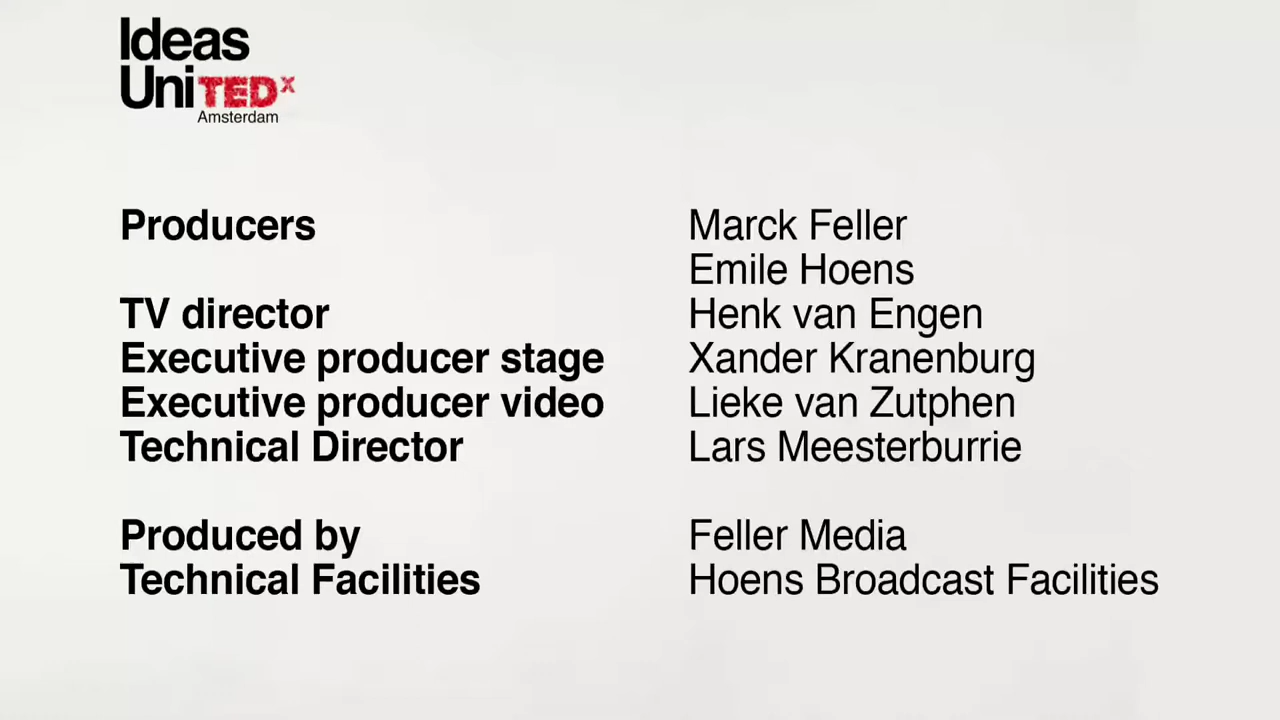 Ideas
UniTEDx
Amsterdam
Producers Marck Feller
Emile Hoens
TV director Henk van Engen
Executive producer stage Xander Kranenburg
Executive producer video Lieke van Zutphen
Technical Director Lars Meesterburrie
Produced by Feller Media
Technical Facilities Hoens Broadcast Facilities